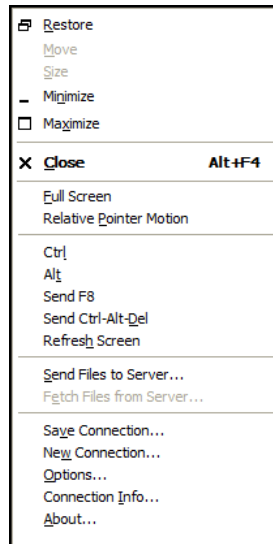 Restore
Move
Size
Minimize
Maximize
Close Alt+F4
Full Screen
Relative Pointer Motion
Ctrl
Alt
Send F8
Send Ctrl-Alt-Del
Refresh Screen
Send Files to Server...
Fetch Files from Server...
Save Connection...
New Connection...
Options...
Connection Info...
About...